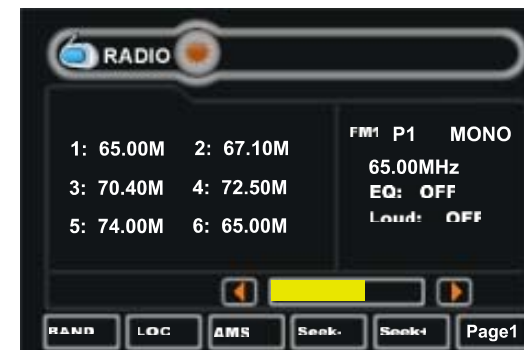 RADIO
1: 65.00M 2: 67.10M
3: 70.40M 4: 72.50M
5: 74.00M 6: 65.00M
FM1 P1 MONO
65.00MHz
EQ: OFF
Loud: OFF
BAND LOC AMS Seek- Seek+ Page1